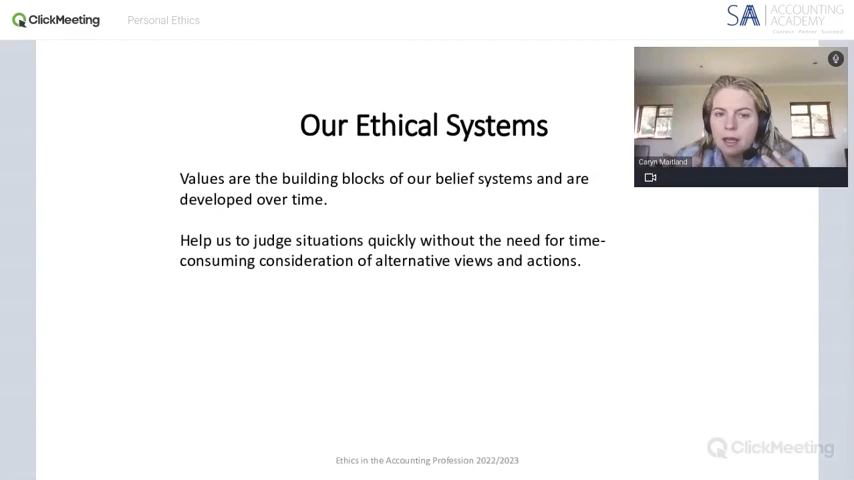 ClickMeeting
Personal Ethics
SAA ACCOUNTING
ACADEMY
Our Ethical Systems
Caryn Maitland
Values are the building blocks of our belief systems and are
developed over time.
Help us to judge situations quickly without the need for time-
consuming consideration of alternative views and actions.
ClickMeeting
Ethics in the Accounting Profession 2022/2023